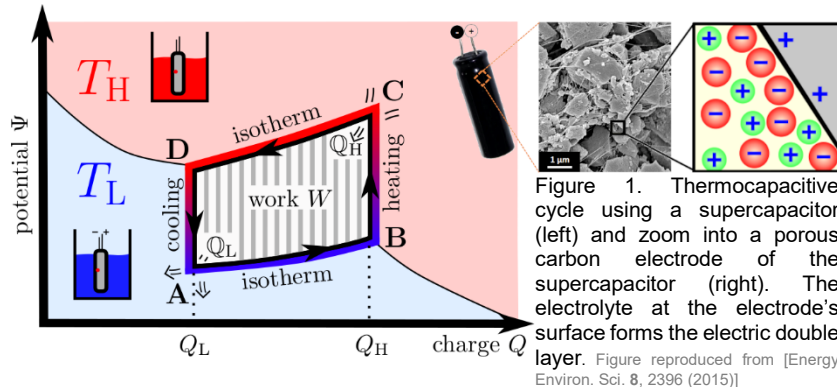 potential Ψ
T_H
T_L
D
C
A
B
isotherm
ℚ_H
cooling
work W
heating
ℚ_L
isotherm
Q_L
Q_H
charge Q
− +
− +
1 µm
+ − + − + +
− − − + +
− + − − +
+ − + −
Figure 1. Thermocapacitive
cycle using a supercapacitor
(left) and zoom into a porous
carbon electrode of the
supercapacitor (right). The
electrolyte at the electrode's
surface forms the electric double
layer. Figure reproduced from [Energy
Environ. Sci. 8, 2396 (2015)]